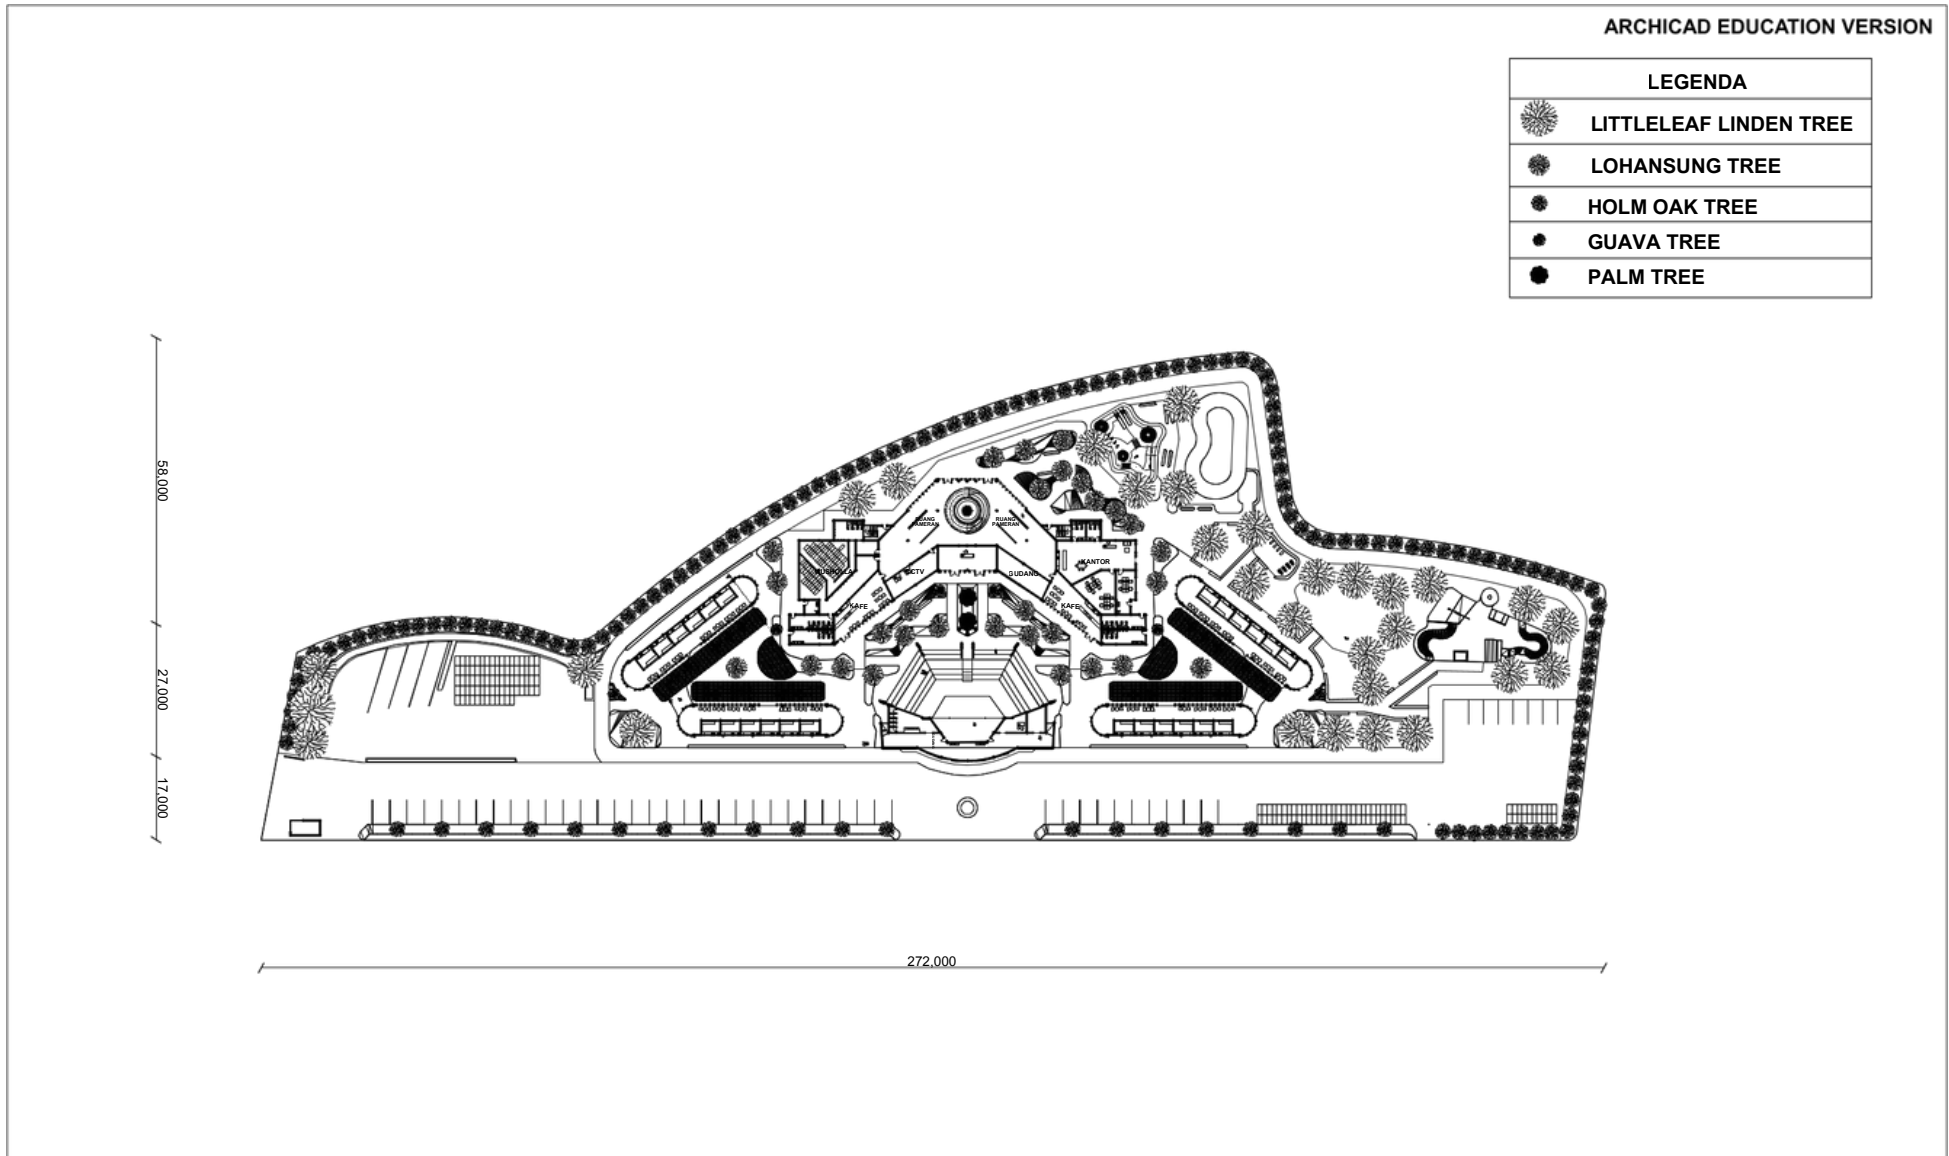 ARCHICAD EDUCATION VERSION
LEGENDA
LITTLELEAF LINDEN TREE
LOHANSUNG TREE
HOLM OAK TREE
GUAVA TREE
PALM TREE
58,000
27,000
17,000
272,000
RUANG
PAMERAN
RUANG
PAMERAN
MUSHOLLA
CCTV
GUDANG
KANTOR
KAFE
KAFE